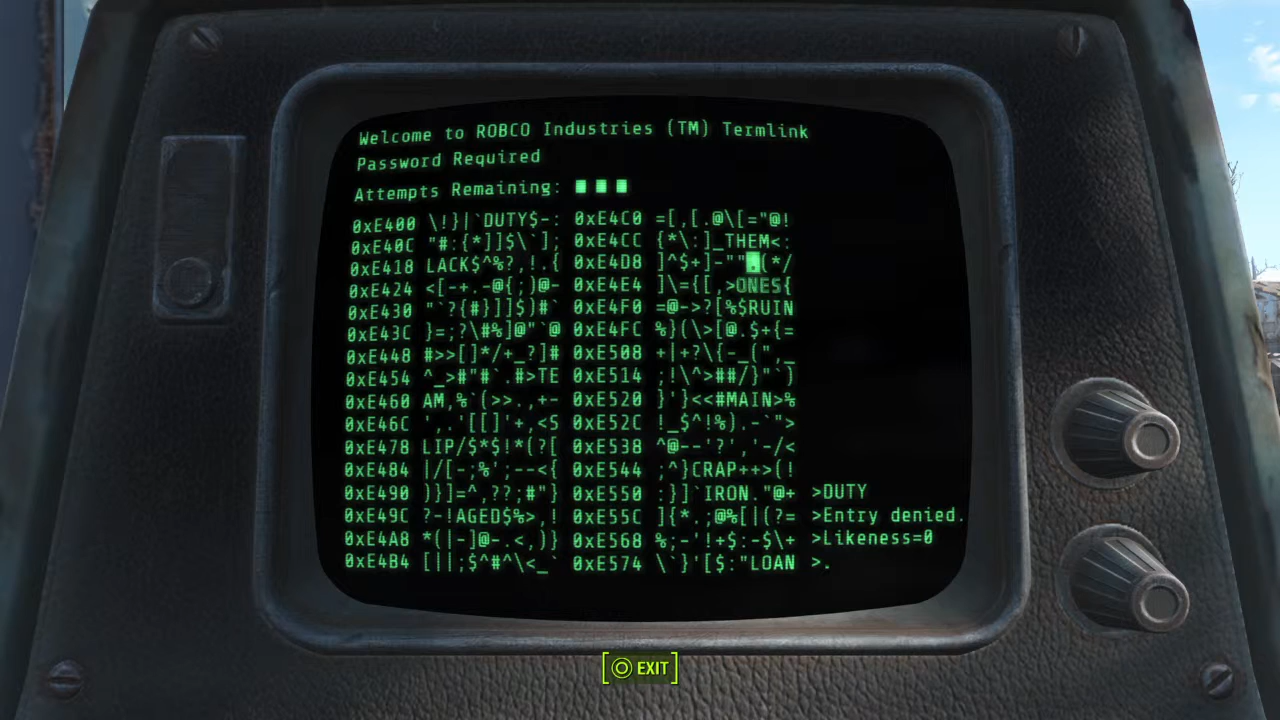 Welcome to ROBCO Industries (TM) Termlink
Password Required
Attempts Remaining: ■ ■ ■
0xE400 \!}|`DUTY$-: 0xE4C0 =[,[.@\[="@!
0xE40C "#:{*]]$\`]; 0xE4CC {*\:]_THEM<:
0xE418 LACK$^%?,!.{ 0xE4D8 ]^$+]-"".(*/
0xE424 <[-+.-@{;)@- 0xE4E4 ]\={[,>ONES{
0xE430 "`?{#}]]$)#` 0xE4F0 =@->?[%$RUIN
0xE43C }=;?\#%]@"`@ 0xE4FC %}(\>[@.$+{=
0xE448 #>>[]*/+_?]# 0xE508 +|+?\{-_(",_
0xE454 ^_>#"#`.#>TE 0xE514 ;!\^>##/}"`)
0xE460 AM,%`(>>.,+- 0xE520 }'}<<#MAIN>%
0xE46C ',.'[[]'+,<S 0xE52C !_$^!%).-`">
0xE478 LIP/$*$!*(?[ 0xE538 ^@--'?','-/<
0xE484 |/[-;%';--<{ 0xE544 ;^}CRAP++>(!
0xE490 )}]=^,??;#"} 0xE550 :}]`IRON."@+ >DUTY
0xE49C ?-!AGED$%>,! 0xE55C ]{*.;@%[|(?= >Entry denied.
0xE4A8 *(|-]@-.<,)} 0xE568 %;-'!+$:-$\+ >Likeness=0
0xE4B4 [||;$^#^\<_` 0xE574 \`}'[$:"LOAN >.
EXIT